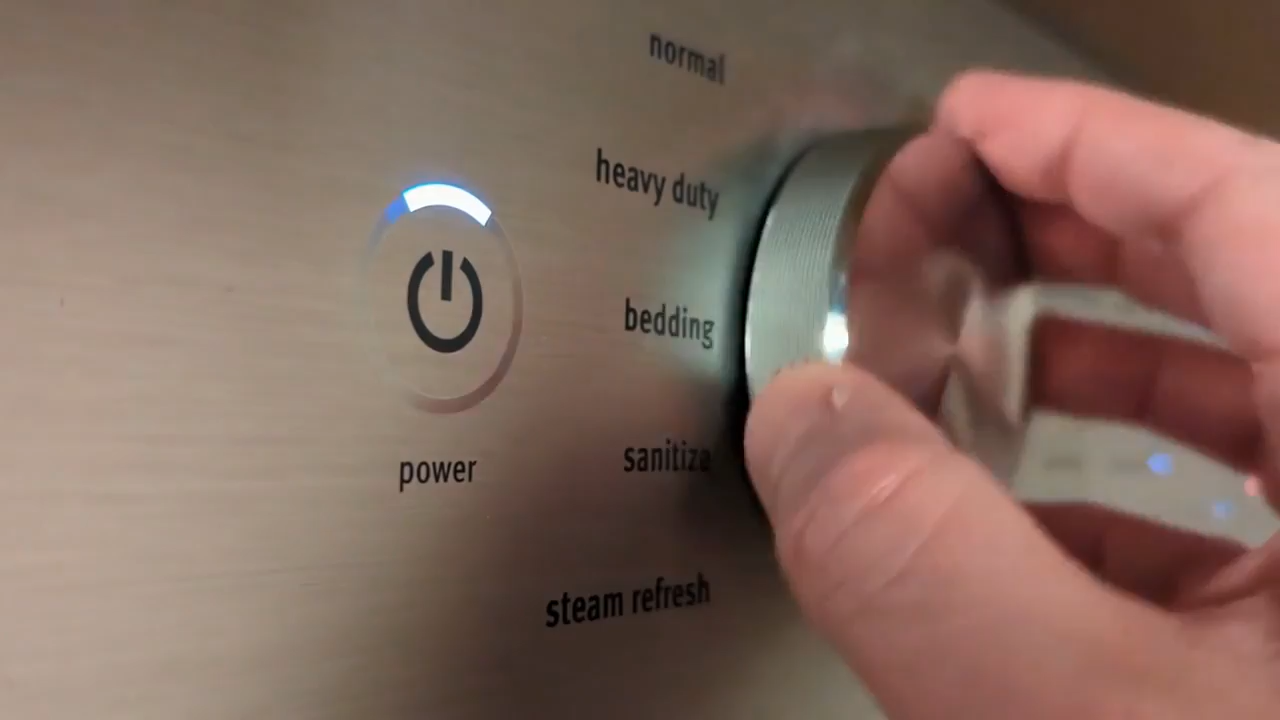 normal
heavy duty
bedding
sanitize
power
steam refresh